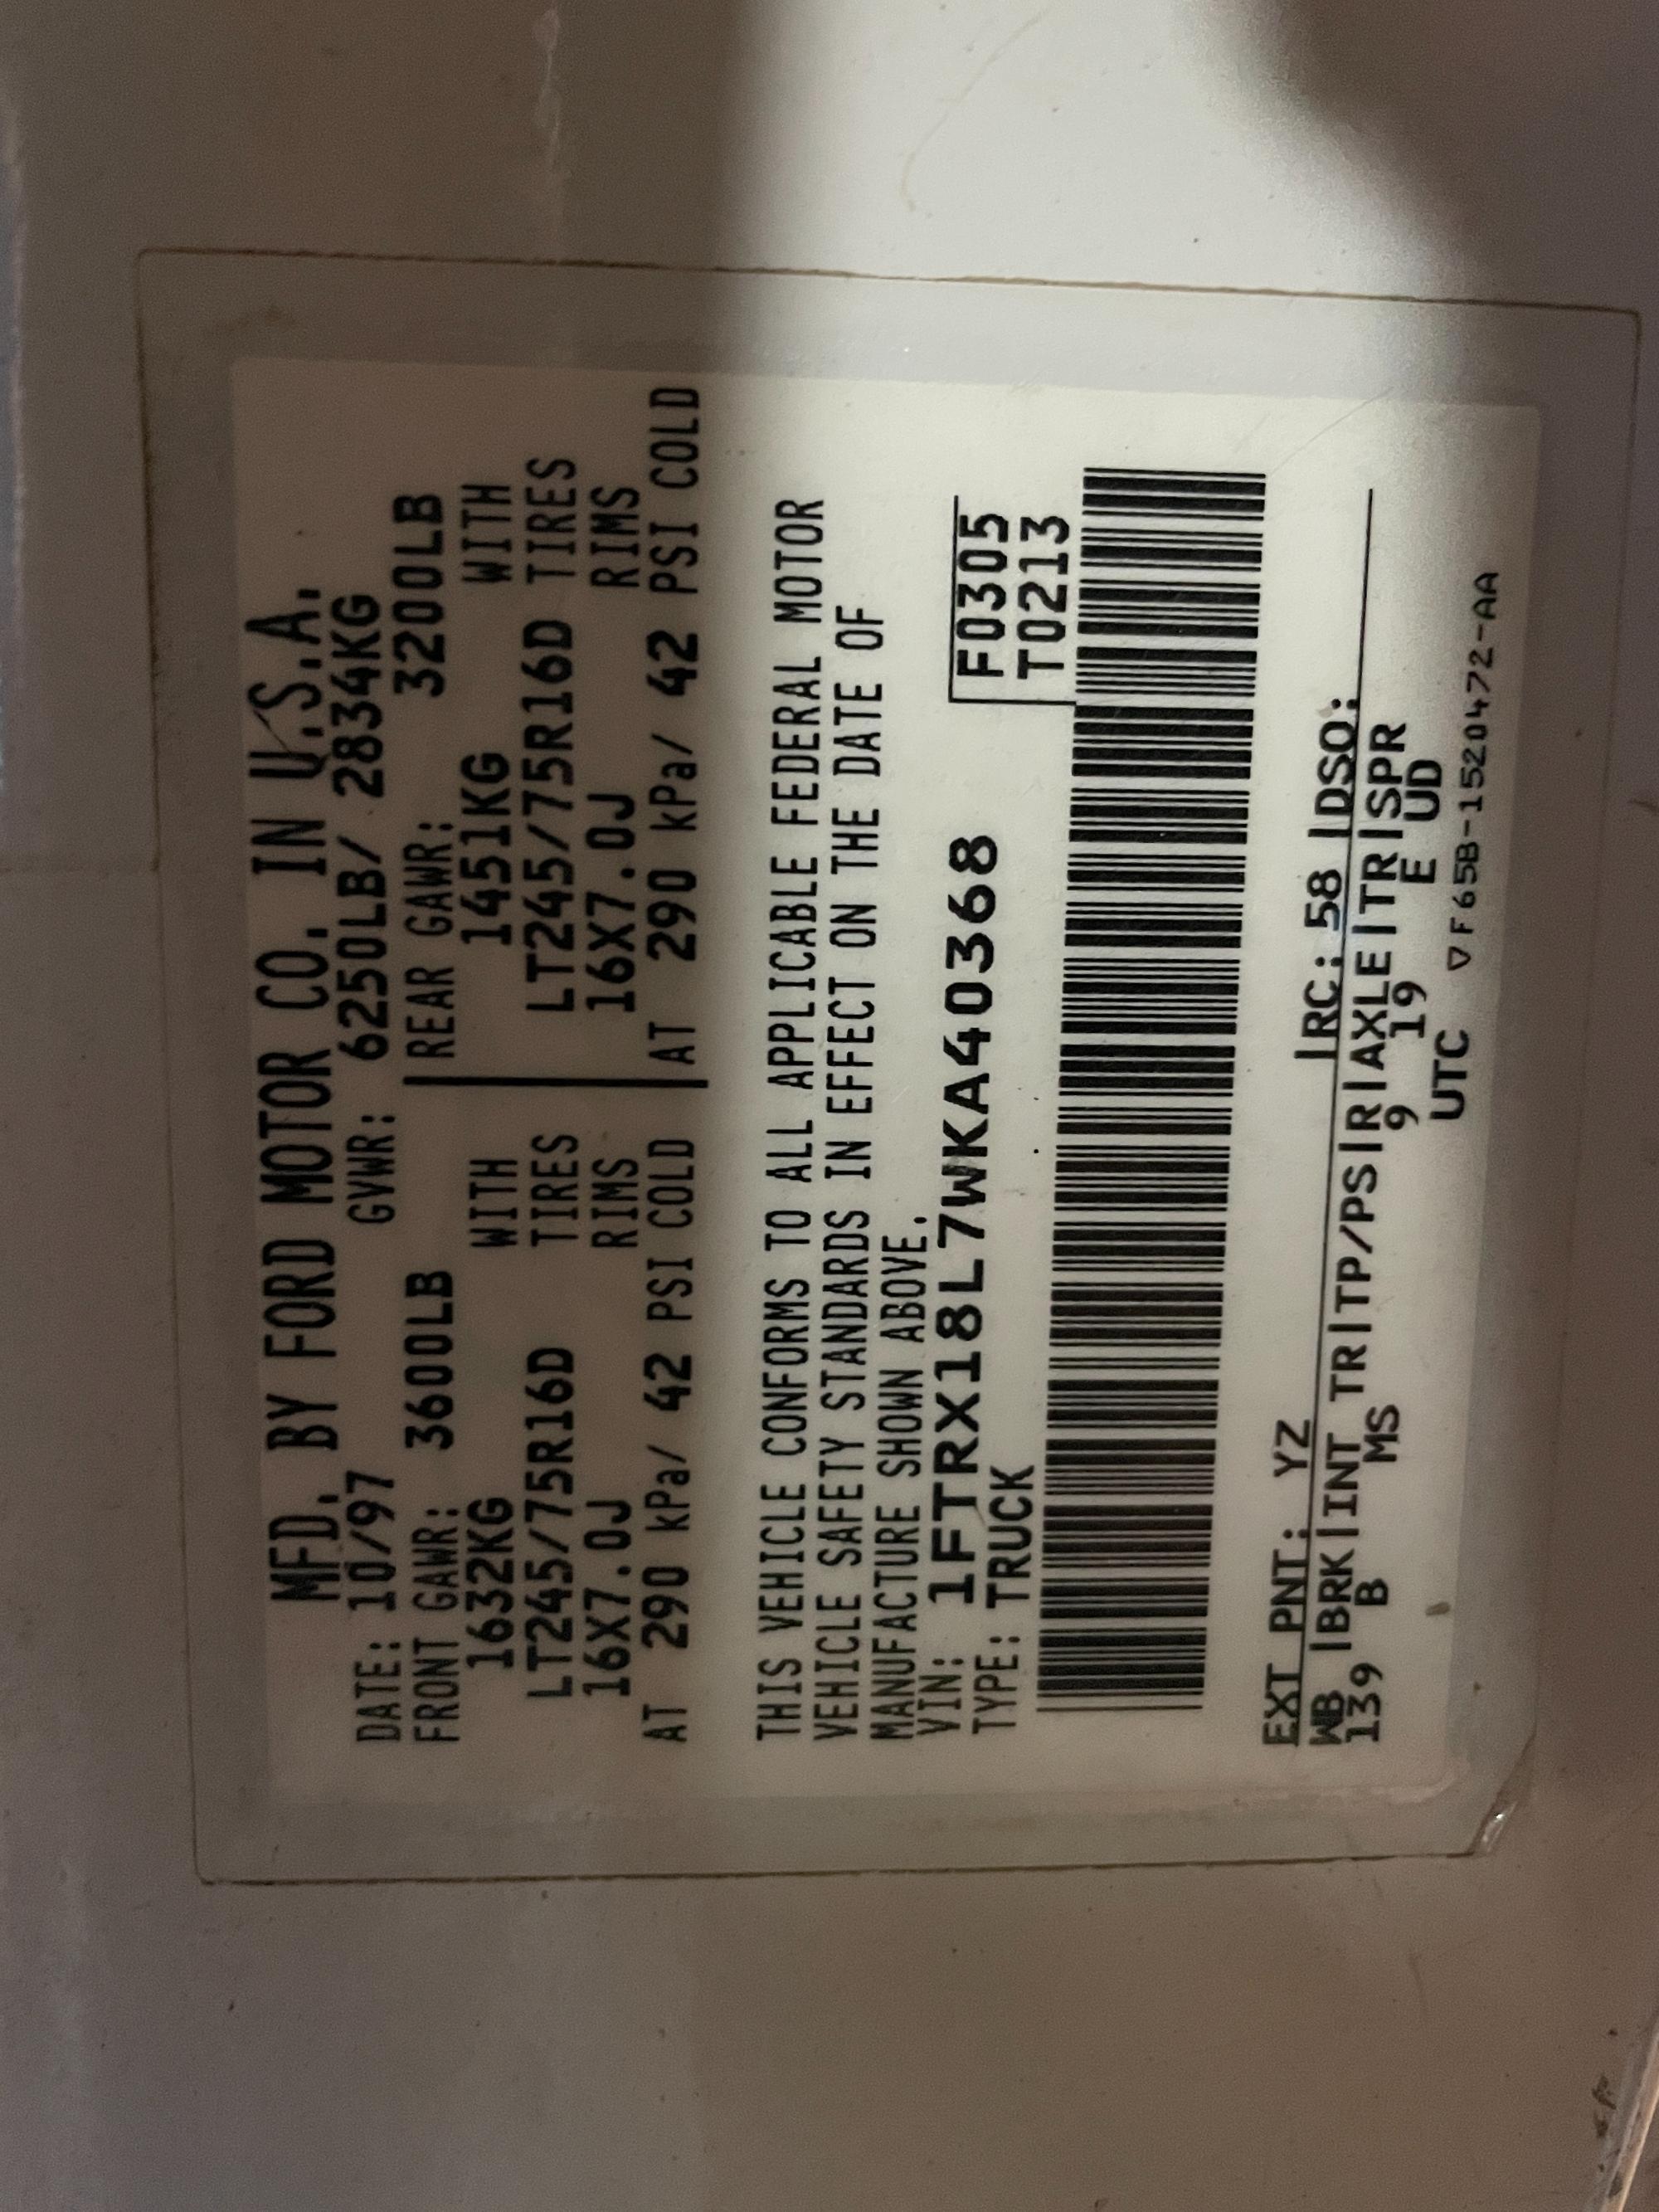 MFD. BY FORD MOTOR CO. IN U.S.A.
DATE: 10/97 GVWR: 6250LB/ 2834KG
FRONT GAWR: 3600LB REAR GAWR: 3200LB
1632KG WITH 1451KG WITH
LT245/75R16D TIRES LT245/75R16D TIRES
16X7.0J RIMS 16X7.0J RIMS
AT 290 kPa/ 42 PSI COLD AT 290 kPa/ 42 PSI COLD
THIS VEHICLE CONFORMS TO ALL APPLICABLE FEDERAL MOTOR
VEHICLE SAFETY STANDARDS IN EFFECT ON THE DATE OF
MANUFACTURE SHOWN ABOVE.
VIN: 1FTRX18L7WKA40368 F0305
TYPE: TRUCK T0213
EXT PNT: YZ |RC: 58 |DSO:
WB |BRK|INT TR|TP/PS|R|AXLE|TR|SPR
139 B MS 9 19 E UD
UTC ▽F65B-1520472-AA